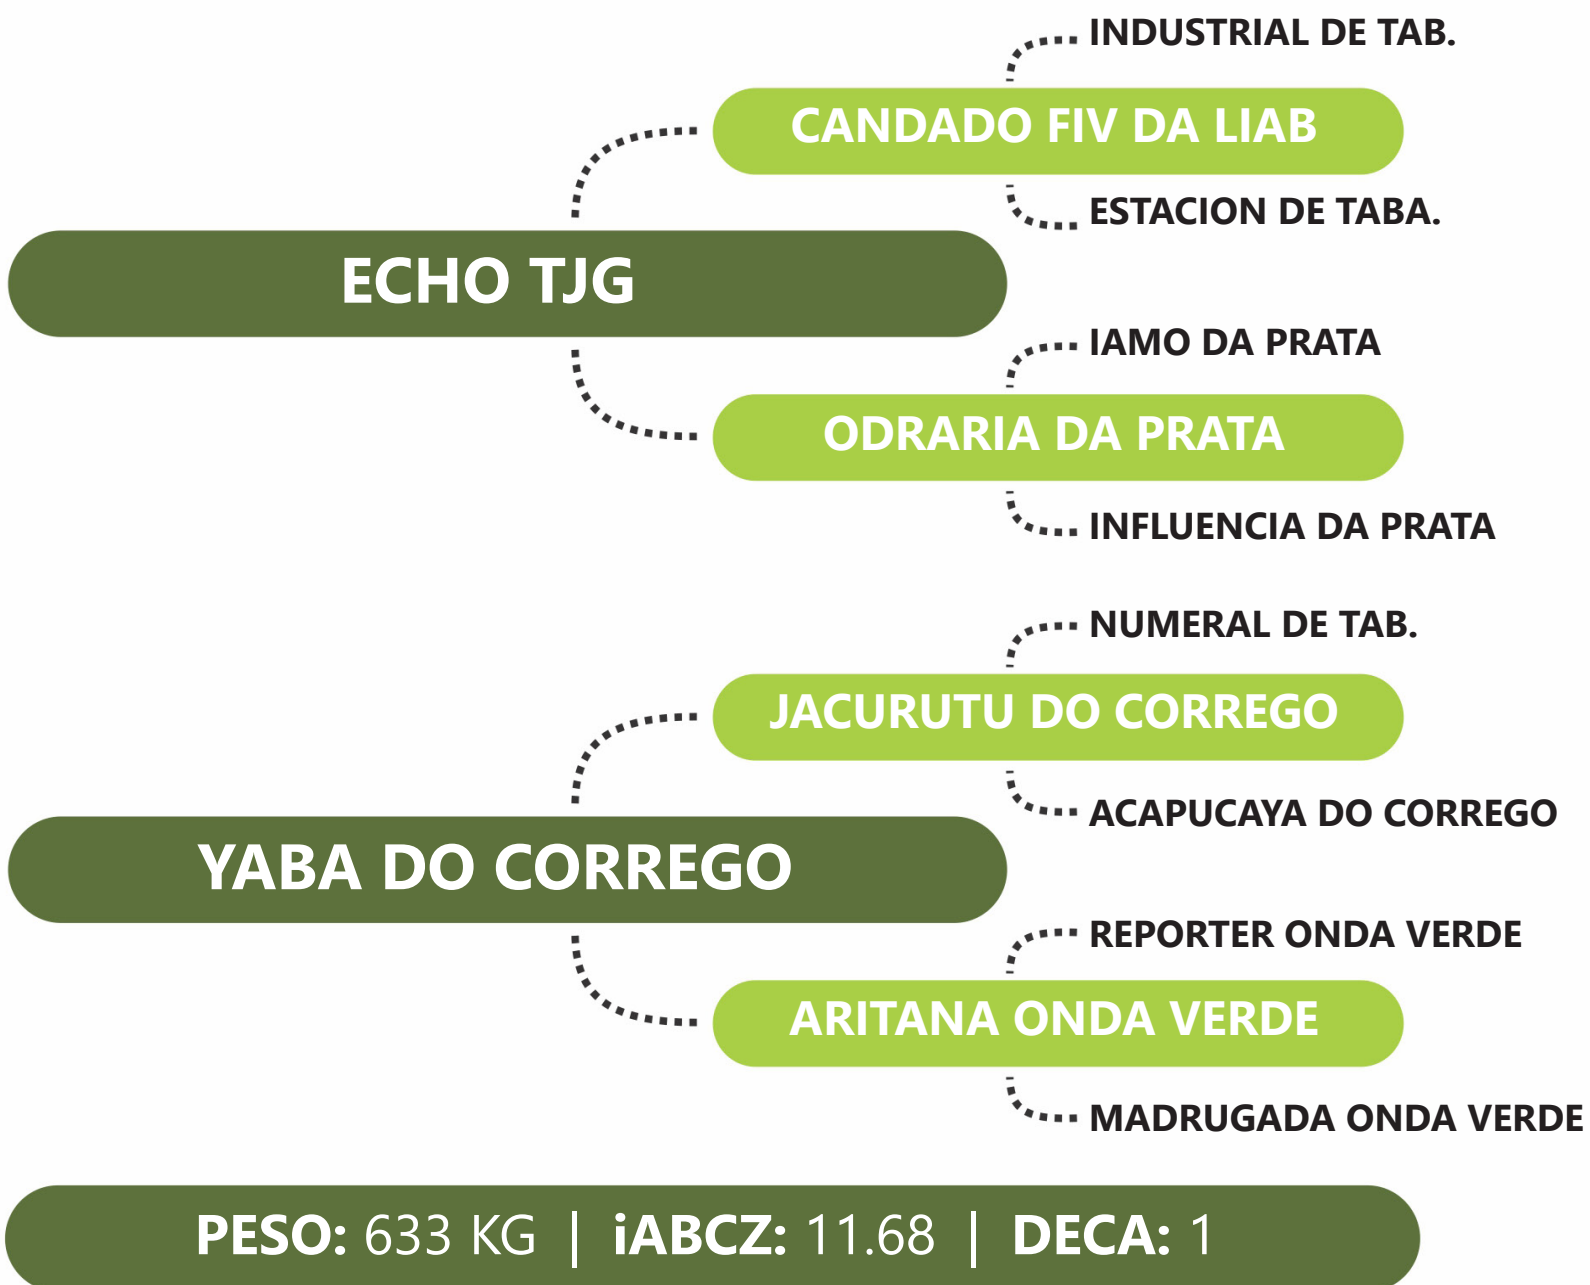 INDUSTRIAL DE TAB.
CANDADO FIV DA LIAB
ESTACION DE TABA.
ECHO TJG
IAMO DA PRATA
ODRARIA DA PRATA
INFLUENCIA DA PRATA
NUMERAL DE TAB.
JACURUTU DO CORREGO
ACAPUCAYA DO CORREGO
YABA DO CORREGO
REPORTER ONDA VERDE
ARITANA ONDA VERDE
MADRUGADA ONDA VERDE
PESO: 633 KG | iABCZ: 11.68 | DECA: 1